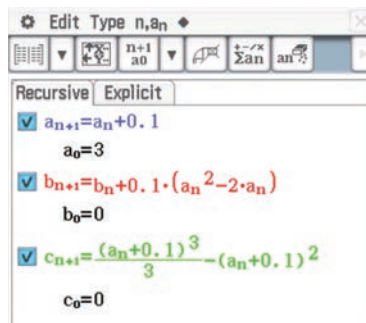 Edit Type n,aₙ ◆
n+1 a0 Σan an
Recursive Explicit
aₙ₊₁=aₙ+0.1
a₀=3
bₙ₊₁=bₙ+0.1·(aₙ²-2·aₙ)
b₀=0
cₙ₊₁=(aₙ+0.1)³/3-(aₙ+0.1)²
c₀=0